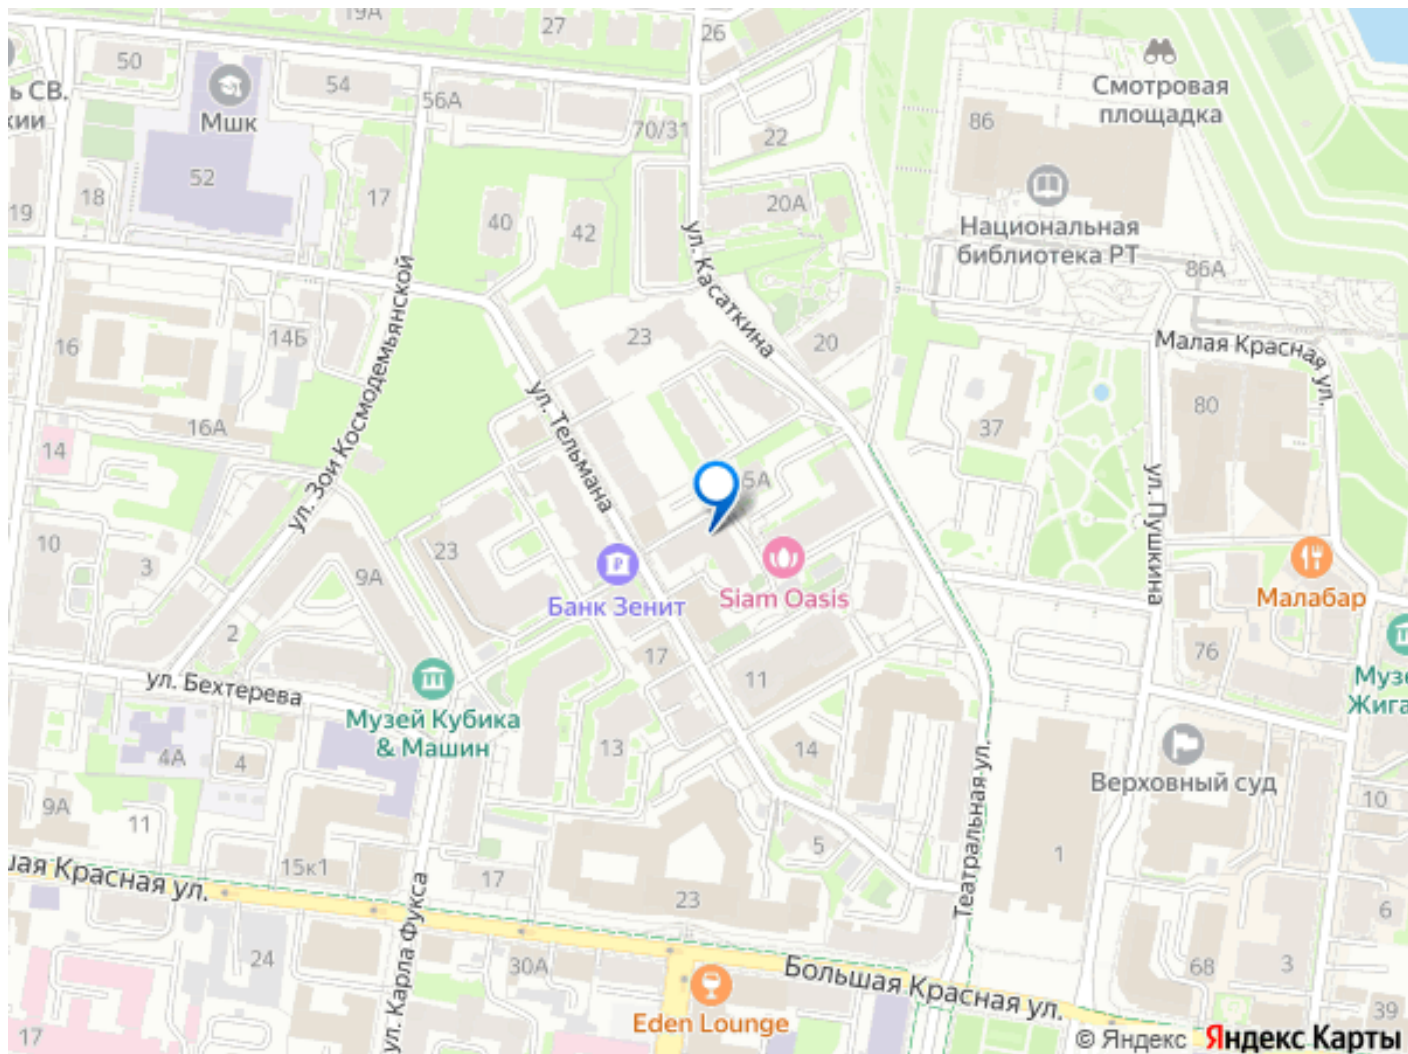 19А
27
26
50
54
56А
ь СВ.
кии
Мшк
70/31
22
86
Смотровая
площадка
52
18
17
19
40
42
20А
Национальная
библиотека РТ
86А
ул. Касаткина
16
14Б
23
20
Малая Красная ул.
ул. Зои Космодемьянской
ул. Тельмана
16А
14
37
80
5А
ул. Пушкина
10
3
9А
23
Банк Зенит
Siam Oasis
Малабар
2
17
11
76
ул. Бехтерева
Музей Кубика
& Машин
Музе
Жига
4А
4
13
14
Верховный суд
9А
11
10
15к1
17
5
1
Театральная ул.
шая Красная ул.
ул. Карла Фукса
23
6
24
30А
Большая Красная ул.
68
3
39
17
Eden Lounge
© Яндекс Яндекс Карты